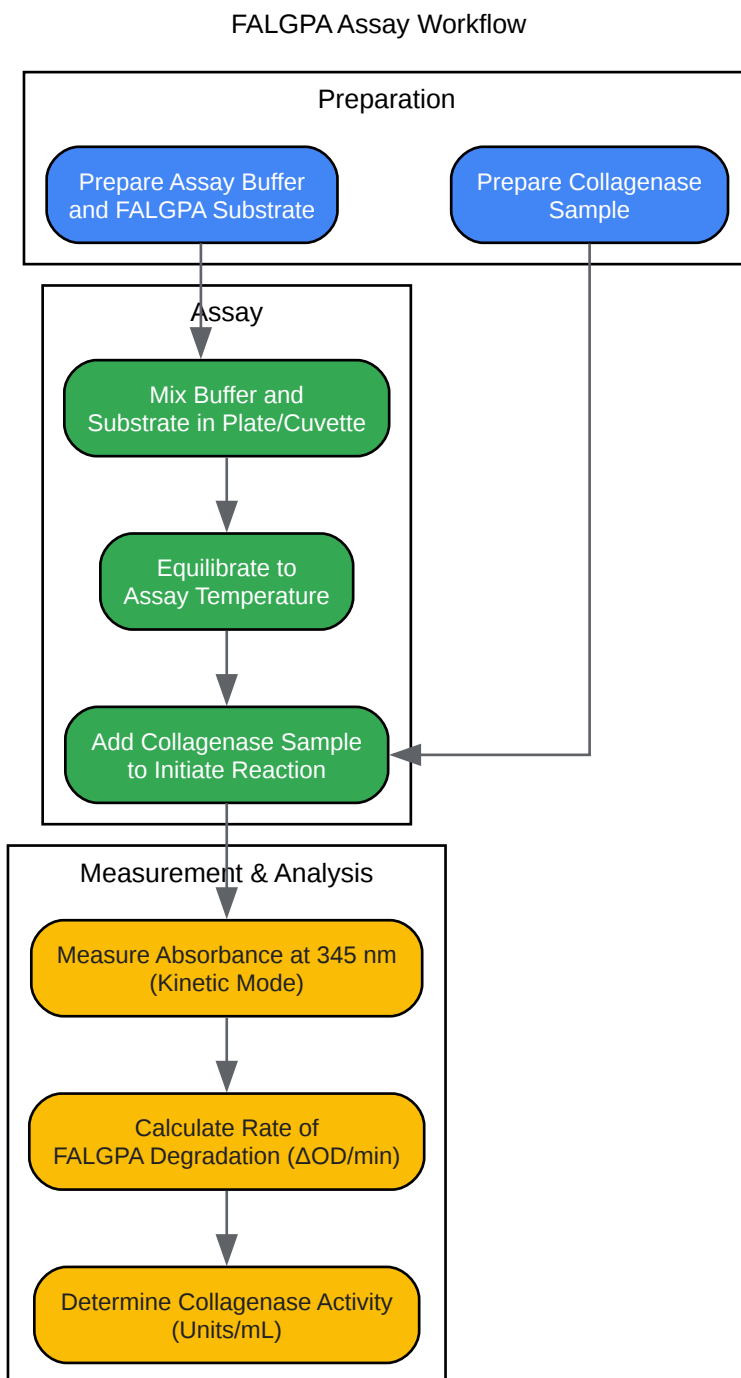 FALGPA Assay Workflow
Preparation
Prepare Assay Buffer
and FALGPA Substrate
Prepare Collagenase
Sample
Assay
Mix Buffer and
Substrate in Plate/Cuvette
Equilibrate to
Assay Temperature
Add Collagenase Sample
to Initiate Reaction
Measurement & Analysis
Measure Absorbance at 345 nm
(Kinetic Mode)
Calculate Rate of
FALGPA Degradation (ΔOD/min)
Determine Collagenase Activity
(Units/mL)